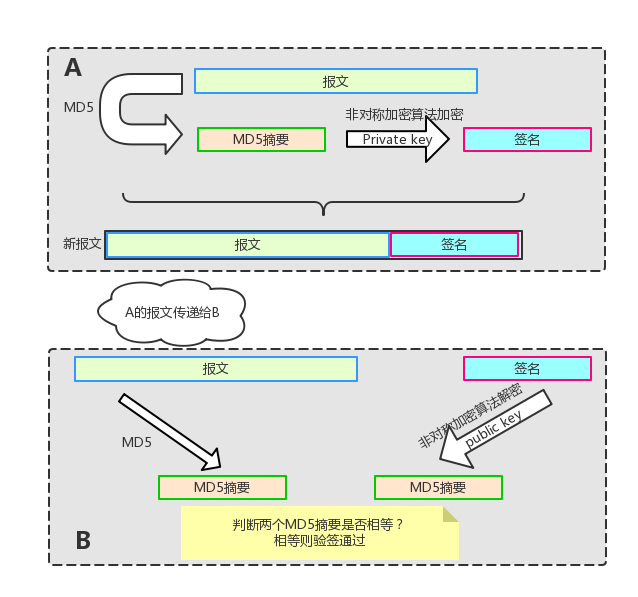 A
报文
MD5
非对称加密算法加密
MD5摘要
Private key
签名
新报文
报文
签名
A的报文传递给B
报文
签名
MD5
非对称加密算法解密
public key
MD5摘要
MD5摘要
判断两个MD5摘要是否相等？
相等则验签通过
B